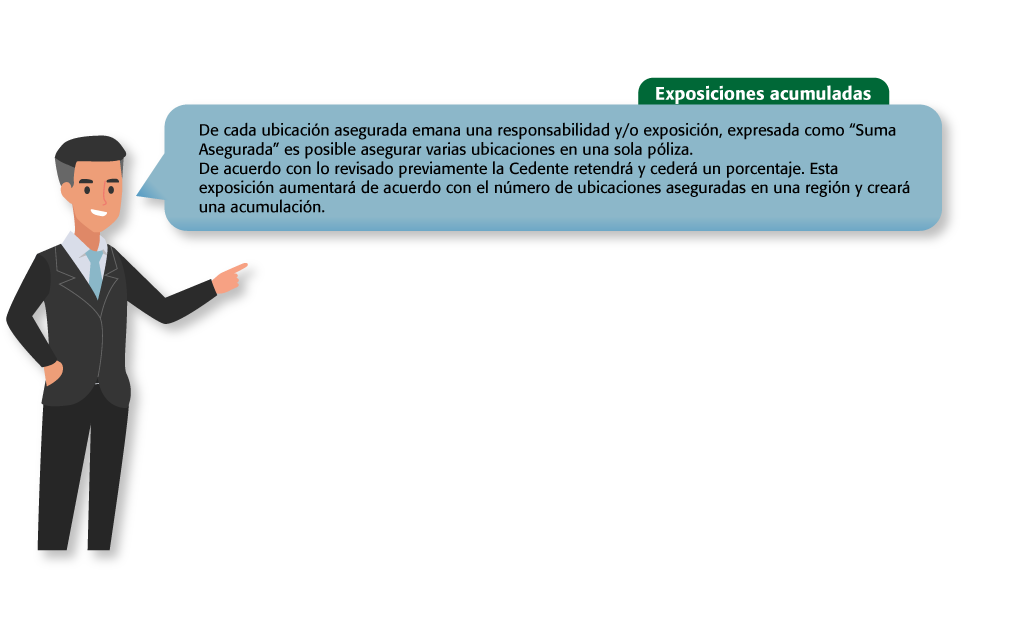 Exposiciones acumuladas
De cada ubicación asegurada emana una responsabilidad y/o exposición, expresada como “Suma
Asegurada” es posible asegurar varias ubicaciones en una sola póliza.
De acuerdo con lo revisado previamente la Cedente retendrá y cederá un porcentaje. Esta
exposición aumentará de acuerdo con el número de ubicaciones aseguradas en una región y creará
una acumulación.